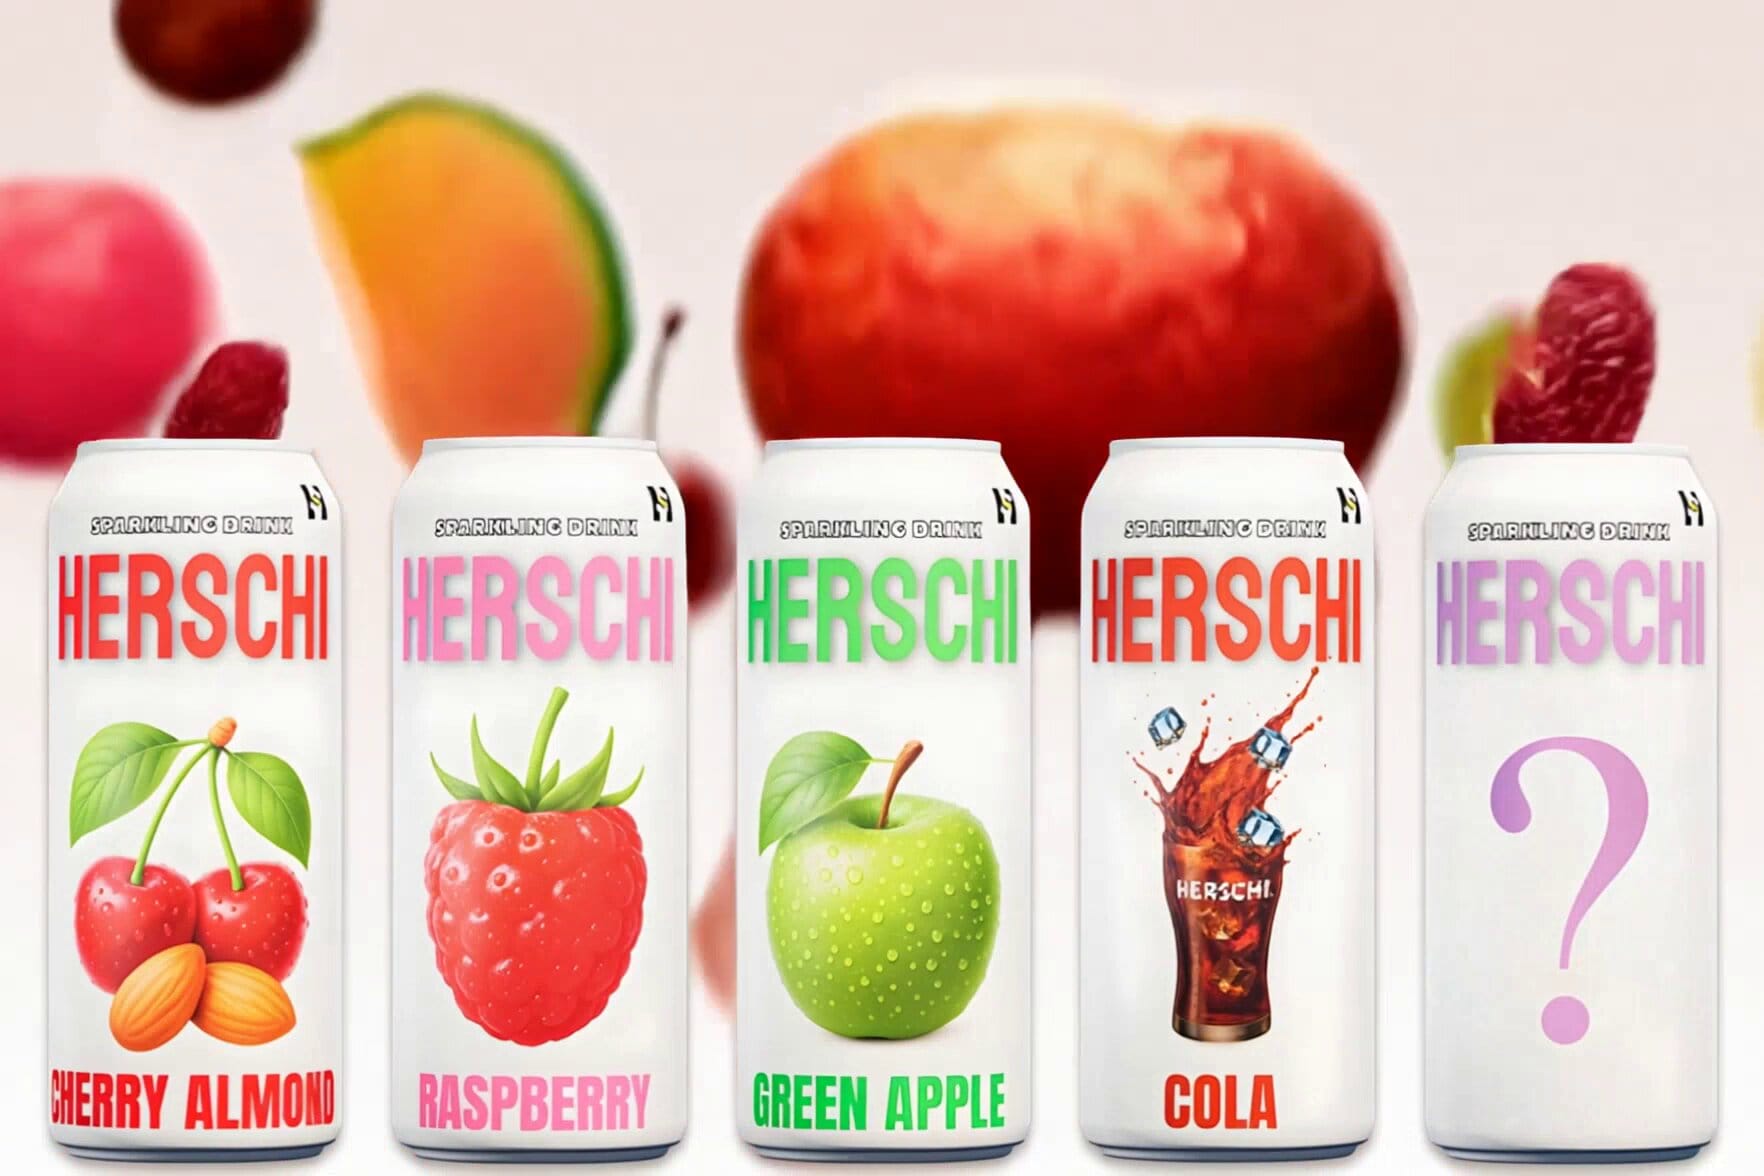 SPARKLING DRINK
HERSCHI
CHERRY ALMOND
SPARKLING DRINK
HERSCHI
RASPBERRY
SPARKLING DRINK
HERSCHI
GREEN APPLE
SPARKLING DRINK
HERSCHI
HERSCHI
COLA
SPARKLING DRINK
HERSCHI
?